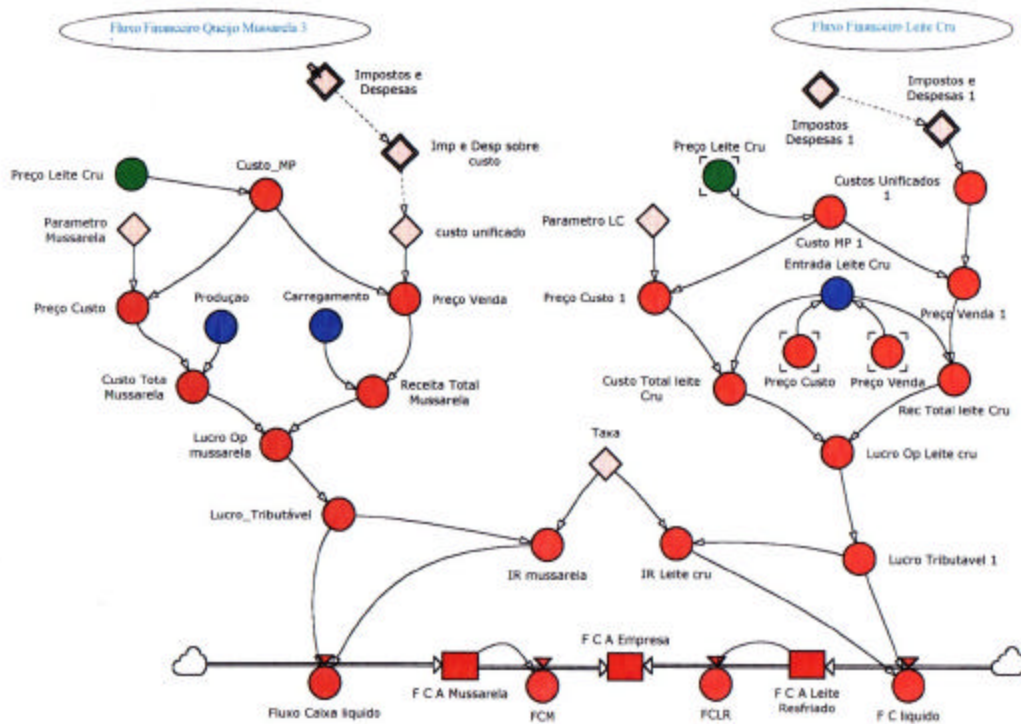 Fluxo Financeiro Queijo Mussarela 3
Fluxo Financeiro Leite Cru
Impostos e
Despesas
Imp e Desp sobre
custo
custo unificado
Preço Leite Cru
Custo_MP
Parametro
Mussarela
Preço Custo
Produçao
Carregamento
Preço Venda
Custo Tota
Mussarela
Receita Total
Mussarela
Lucro Op
mussarela
Lucro_Tributável
Impostos e
Despesas 1
Impostos
Despesas 1
Preço Leite Cru
Custos Unificados
1
Parametro LC
Custo MP 1
Entrada Leite Cru
Preço Custo 1
Preço Venda 1
Preço Custo
Preço Venda
Custo Total leite
Cru
Rec Total leite Cru
Lucro Op Leite cru
Taxa
IR mussarela
IR Leite cru
Lucro Tributavel 1
F C A Empresa
F C A Mussarela
F C A Leite
Resfriado
Fluxo Caixa liquido
FCM
FCLR
F C liquido